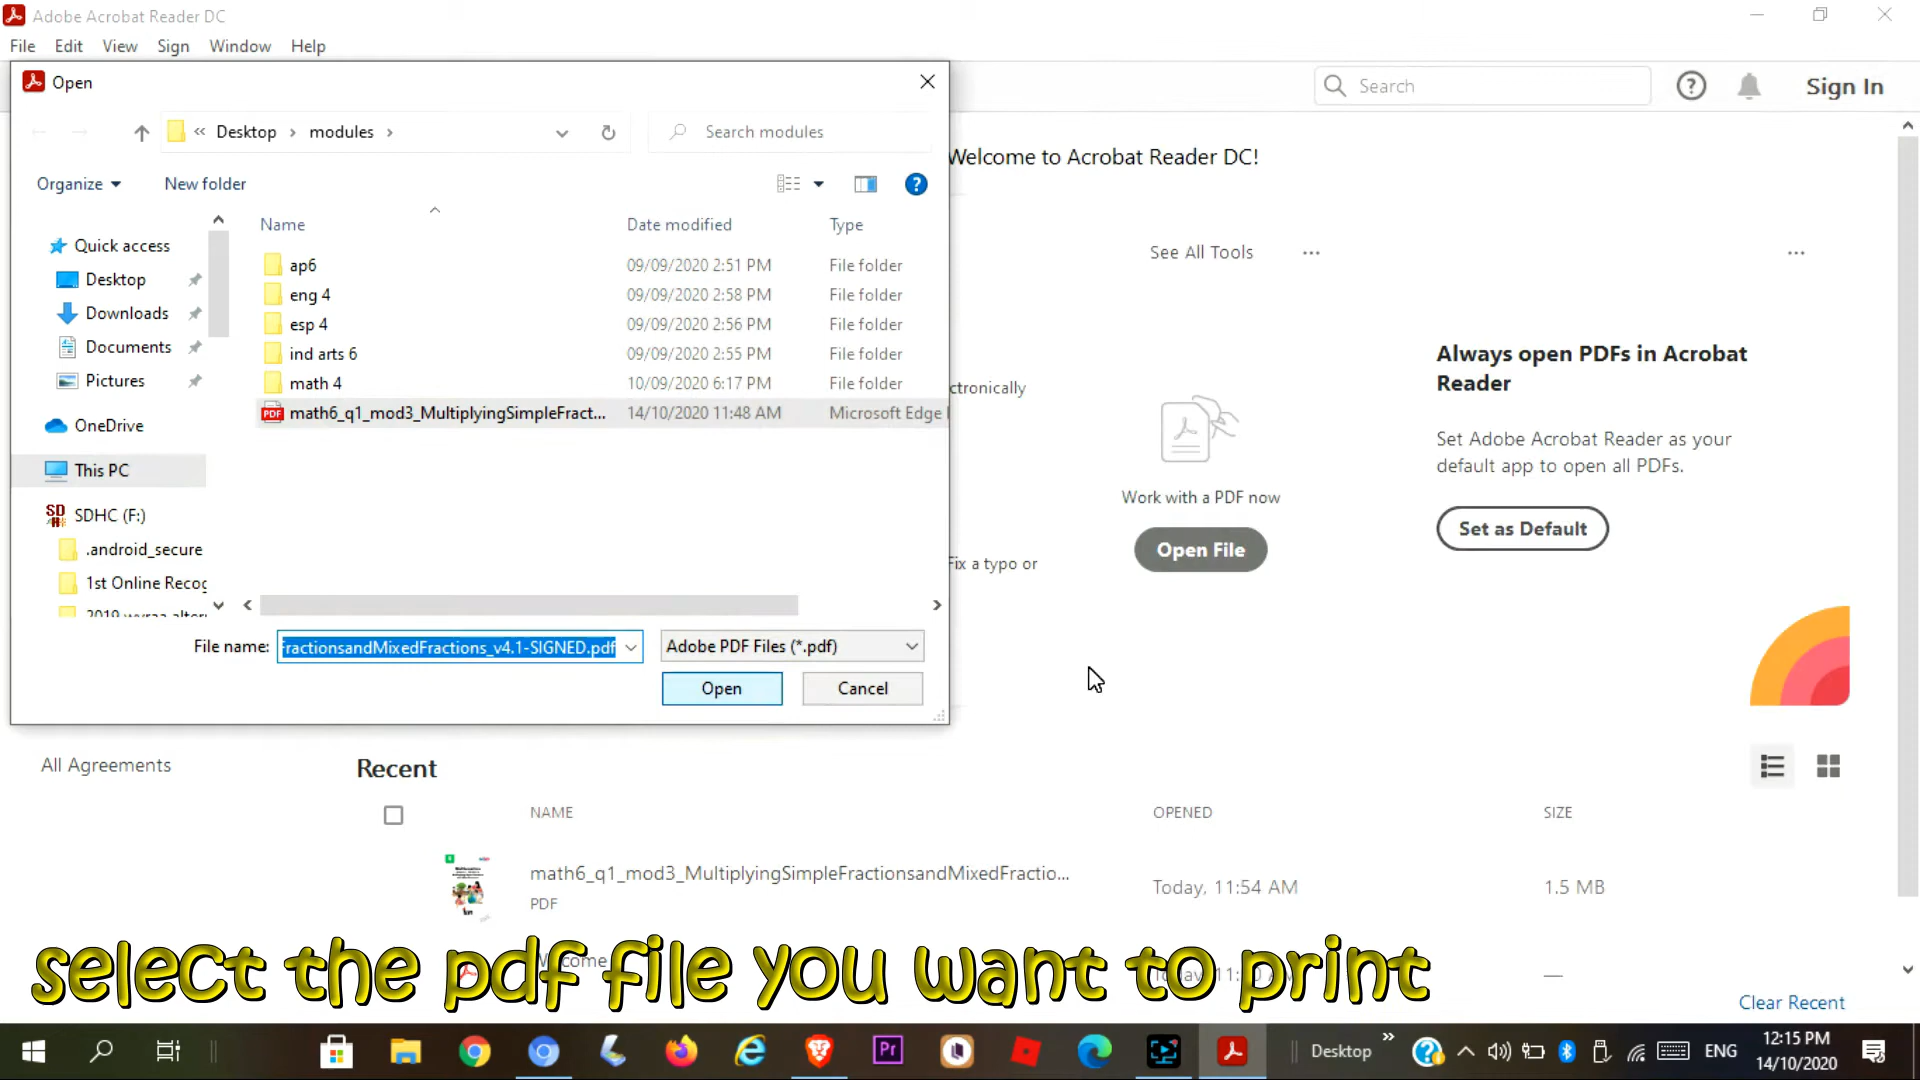 Adobe Acrobat Reader DC
File Edit View Sign Window Help
Open
Search
Sign In
« Desktop › modules ›
Search modules
Welcome to Acrobat Reader DC!
Organize
New folder
Name Date modified Type
See All Tools
Quick access
Desktop
Downloads
Documents
Pictures
OneDrive
This PC
SDHC (F:)
.android_secure
1st Online Recog
ap6 09/09/2020 2:51 PM File folder
eng 4 09/09/2020 2:58 PM File folder
esp 4 09/09/2020 2:56 PM File folder
ind arts 6 09/09/2020 2:55 PM File folder
math 4 10/09/2020 6:17 PM File folder
PDF math6_q1_mod3_MultiplyingSimpleFract... 14/10/2020 11:48 AM Microsoft Edge
ctronically
Fix a typo or
Work with a PDF now
Open File
Always open PDFs in Acrobat
Reader
Set Adobe Acrobat Reader as your
default app to open all PDFs.
Set as Default
File name: ractionsandMixedFractions_v4.1-SIGNED.pdf
Adobe PDF Files (*.pdf)
Open
Cancel
All Agreements
Recent
NAME OPENED SIZE
math6_q1_mod3_MultiplyingSimpleFractionsandMixedFractio... Today, 11:54 AM 1.5 MB
PDF
select the pdf file you want to print
Clear Recent
Pr
Desktop
ENG
12:15 PM
14/10/2020